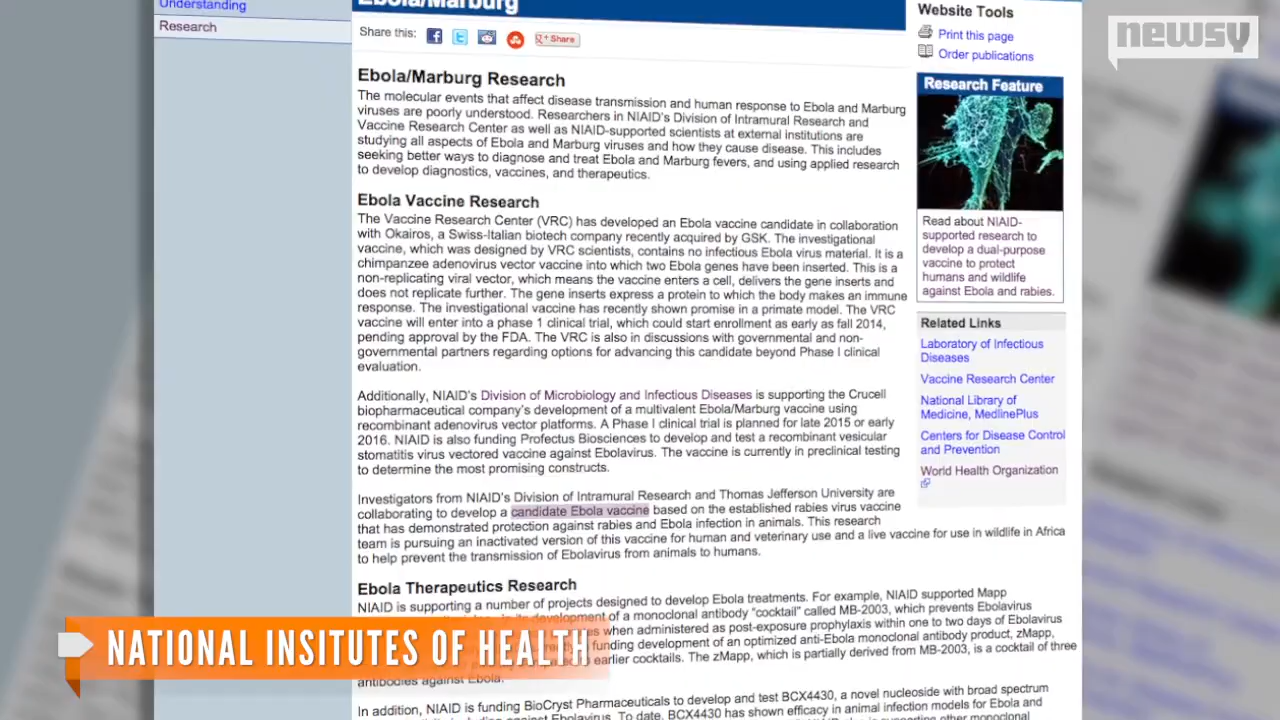 Understanding
Research
Ebola/Marburg
Share this:
Share
Ebola/Marburg Research
The molecular events that affect disease transmission and human response to Ebola and Marburg
viruses are poorly understood. Researchers in NIAID's Division of Intramural Research and
Vaccine Research Center as well as NIAID-supported scientists at external institutions are
studying all aspects of Ebola and Marburg viruses and how they cause disease. This includes
seeking better ways to diagnose and treat Ebola and Marburg fevers, and using applied research
to develop diagnostics, vaccines, and therapeutics.
Ebola Vaccine Research
The Vaccine Research Center (VRC) has developed an Ebola vaccine candidate in collaboration
with Okairos, a Swiss-Italian biotech company recently acquired by GSK. The investigational
vaccine, which was designed by VRC scientists, contains no infectious Ebola virus material. It is a
chimpanzee adenovirus vector vaccine into which two Ebola genes have been inserted. This is a
non-replicating viral vector, which means the vaccine enters a cell, delivers the gene inserts and
does not replicate further. The gene inserts express a protein to which the body makes an immune
response. The investigational vaccine has recently shown promise in a primate model. The VRC
vaccine will enter into a phase 1 clinical trial, which could start enrollment as early as fall 2014,
pending approval by the FDA. The VRC is also in discussions with governmental and non-
governmental partners regarding options for advancing this candidate beyond Phase I clinical
evaluation.
Additionally, NIAID's Division of Microbiology and Infectious Diseases is supporting the Crucell
biopharmaceutical company's development of a multivalent Ebola/Marburg vaccine using
recombinant adenovirus vector platforms. A Phase I clinical trial is planned for late 2015 or early
2016. NIAID is also funding Profectus Biosciences to develop and test a recombinant vesicular
stomatitis virus vectored vaccine against Ebolavirus. The vaccine is currently in preclinical testing
to determine the most promising constructs.
Investigators from NIAID's Division of Intramural Research and Thomas Jefferson University are
collaborating to develop a candidate Ebola vaccine based on the established rabies virus vaccine
that has demonstrated protection against rabies and Ebola infection in animals. This research
team is pursuing an inactivated version of this vaccine for human and veterinary use and a live vaccine for use in wildlife in Africa
to help prevent the transmission of Ebolavirus from animals to humans.
Ebola Therapeutics Research
NIAID is supporting a number of projects designed to develop Ebola treatments. For example, NIAID supported Mapp
development of a monoclonal antibody "cocktail" called MB-2003, which prevents Ebolavirus
when administered as post-exposure prophylaxis within one to two days of Ebolavirus
funding development of an optimized anti-Ebola monoclonal antibody product, zMapp,
earlier cocktails. The zMapp, which is partially derived from MB-2003, is a cocktail of three
antibodies against Ebola.
In addition, NIAID is funding BioCryst Pharmaceuticals to develop and test BCX4430, a novel nucleoside with broad spectrum
against Ebolavirus. To date, BCX4430 has shown efficacy in animal infection models for Ebola and
Website Tools
Print this page
Order publications
Research Feature
Read about NIAID-
supported research to
develop a dual-purpose
vaccine to protect
humans and wildlife
against Ebola and rabies.
Related Links
Laboratory of Infectious
Diseases
Vaccine Research Center
National Library of
Medicine, MedlinePlus
Centers for Disease Control
and Prevention
World Health Organization
newsy
NATIONAL INSITUTES OF HEALTH